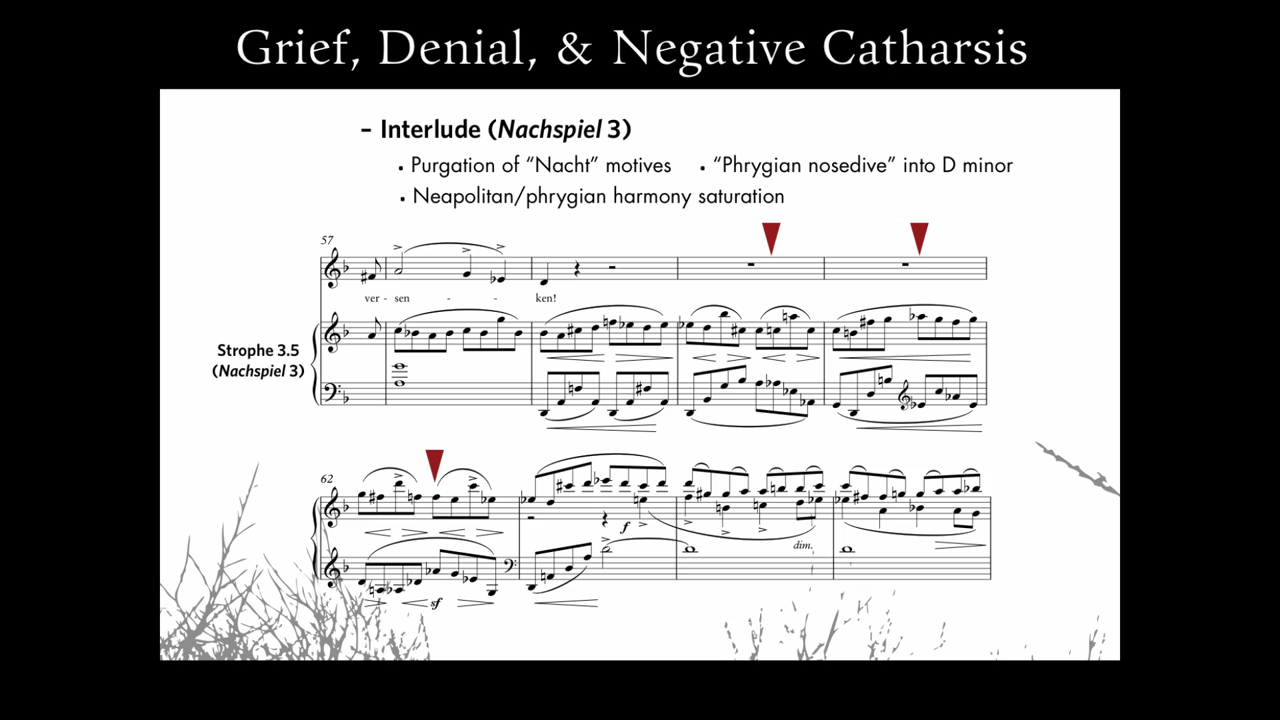 Grief, Denial, & Negative Catharsis
– Interlude (Nachspiel 3)
• Purgation of “Nacht” motives • “Phrygian nosedive” into D minor
• Neapolitan/phrygian harmony saturation
57
ver - sen - - ken!
Strophe 3.5
(Nachspiel 3)
62
f
dim.
sf